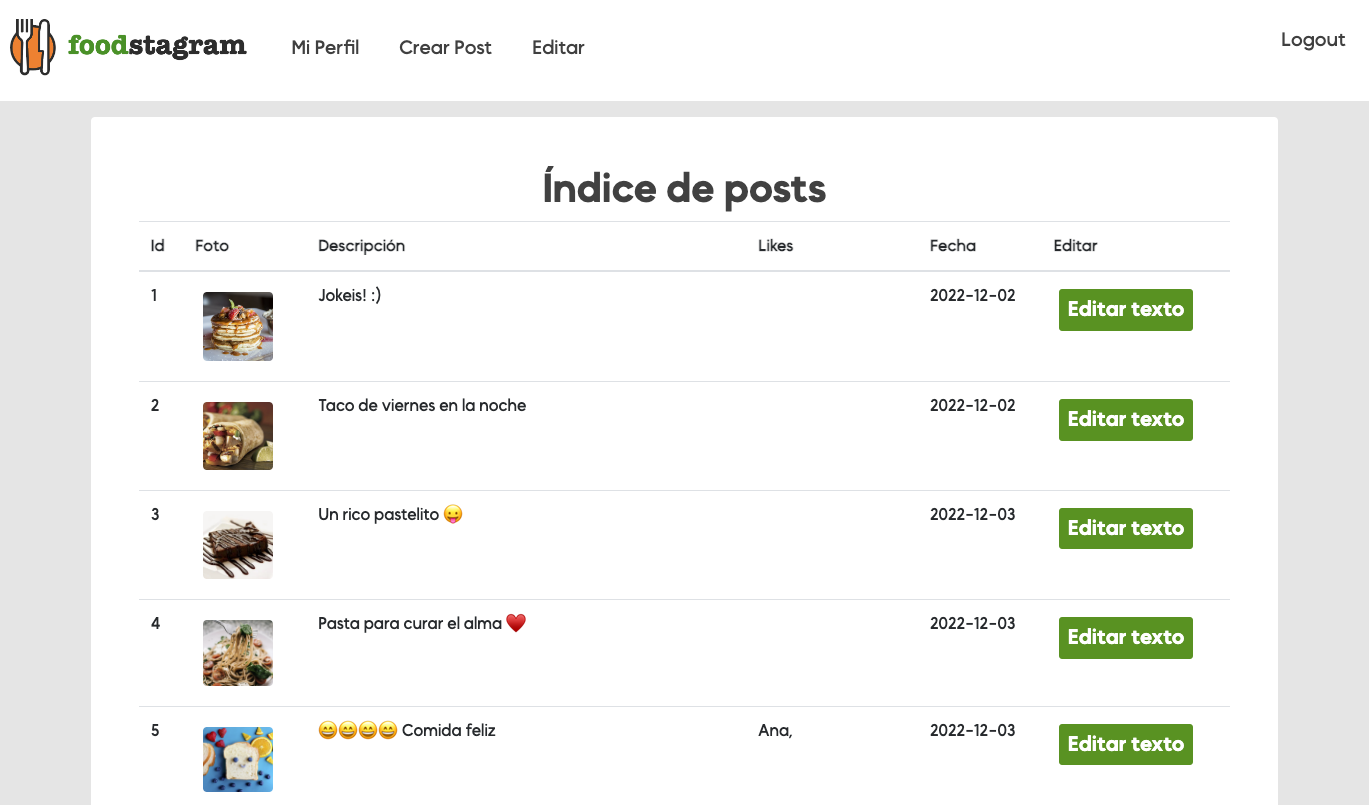 foodstagram Mi Perfil Crear Post Editar Logout
Índice de posts
Id Foto Descripción Likes Fecha Editar
1 Jokeis! :) 2022-12-02 Editar texto
2 Taco de viernes en la noche 2022-12-02 Editar texto
3 Un rico pastelito 😛 2022-12-03 Editar texto
4 Pasta para curar el alma ♥️ 2022-12-03 Editar texto
5 😄😄😄😄 Comida feliz Ana, 2022-12-03 Editar texto